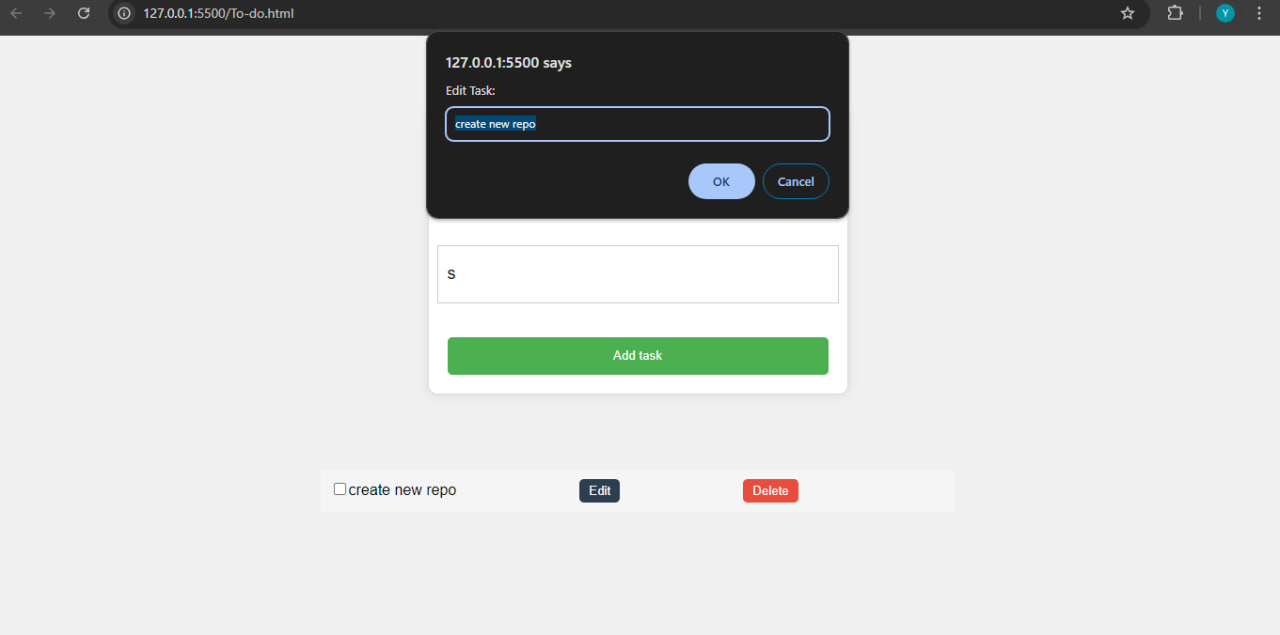 127.0.0.1:5500/To-do.html
Y
127.0.0.1:5500 says
Edit Task:
create new repo
OK Cancel
s
Add task
create new repo Edit Delete